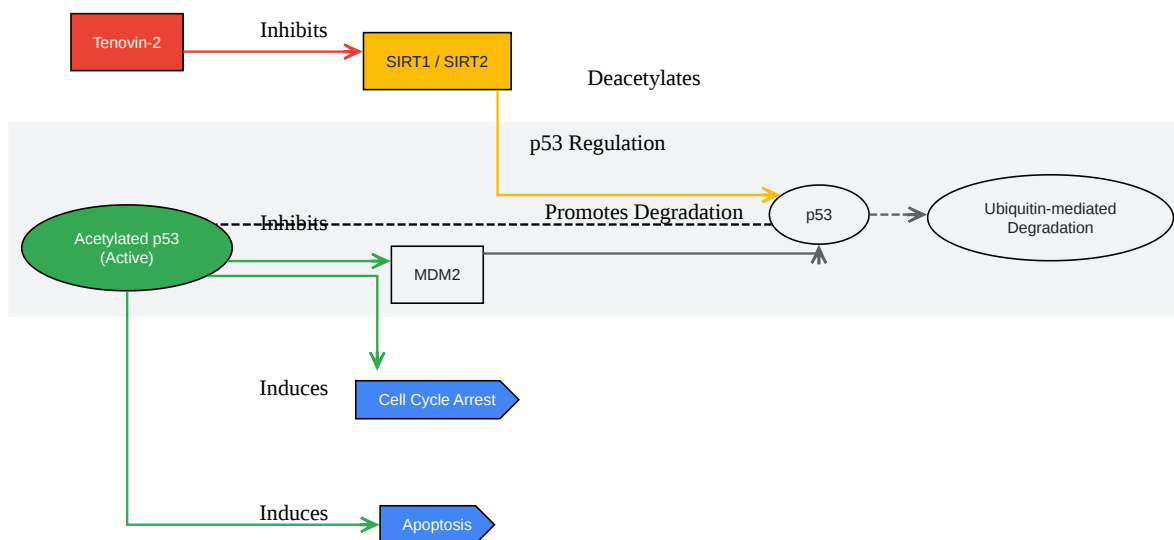 Inhibits
Tenovin-2
SIRT1 / SIRT2
Deacetylates
p53 Regulation
Promotes Degradation
Inhibits
p53
Ubiquitin-mediated
Degradation
Acetylated p53
(Active)
MDM2
Induces
Cell Cycle Arrest
Induces
Apoptosis